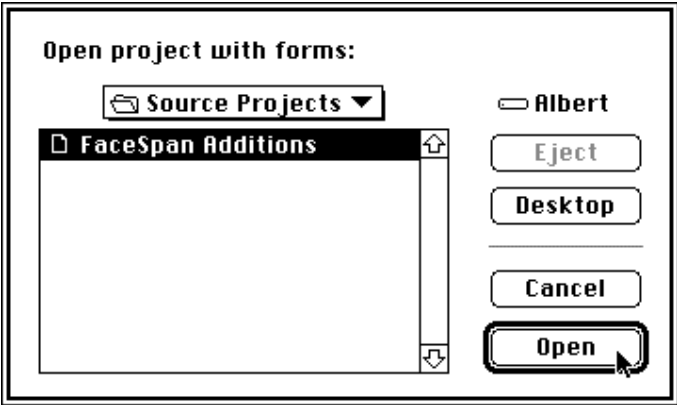 Open project with forms:
Source Projects
Albert
FaceSpan Additions
Eject
Desktop
Cancel
Open